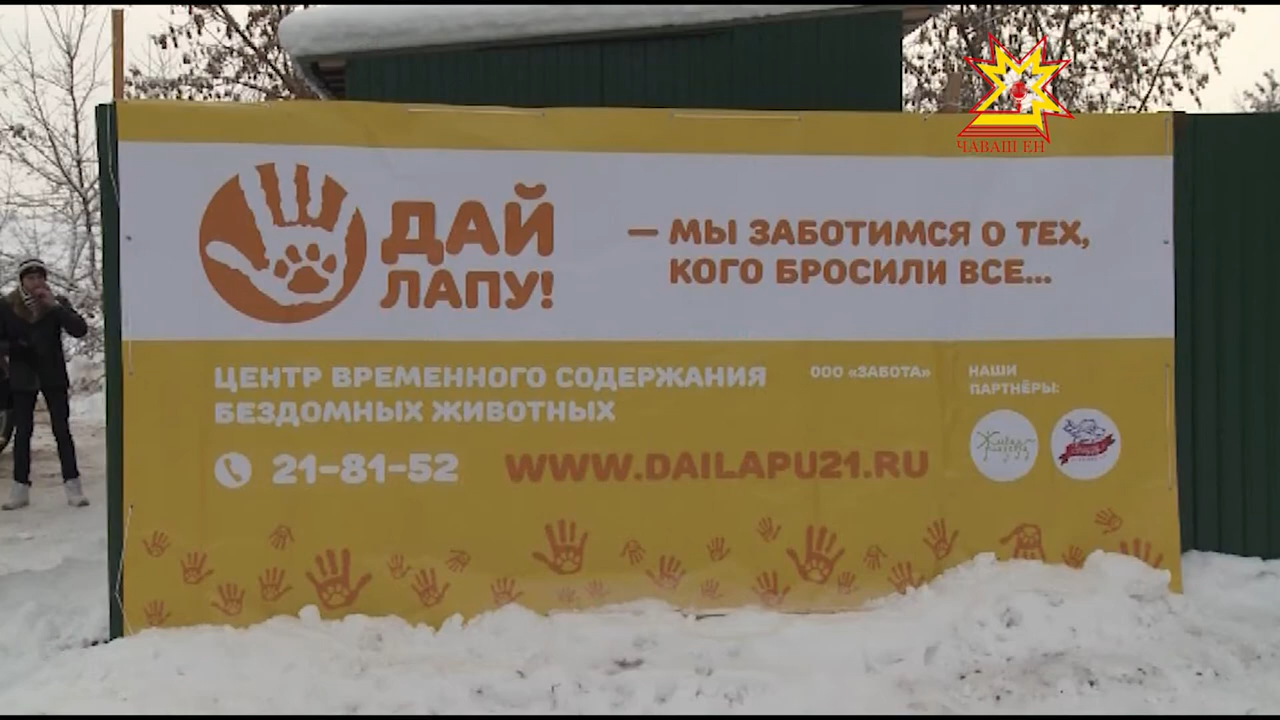 ЧАВАШ ЕН
ДАЙ
ЛАПУ!
— МЫ ЗАБОТИМСЯ О ТЕХ,
КОГО БРОСИЛИ ВСЕ...
ЦЕНТР ВРЕМЕННОГО СОДЕРЖАНИЯ
БЕЗДОМНЫХ ЖИВОТНЫХ
ООО «ЗАБОТА»
НАШИ
ПАРТНЁРЫ:
21-81-52
WWW.DAILAPU21.RU